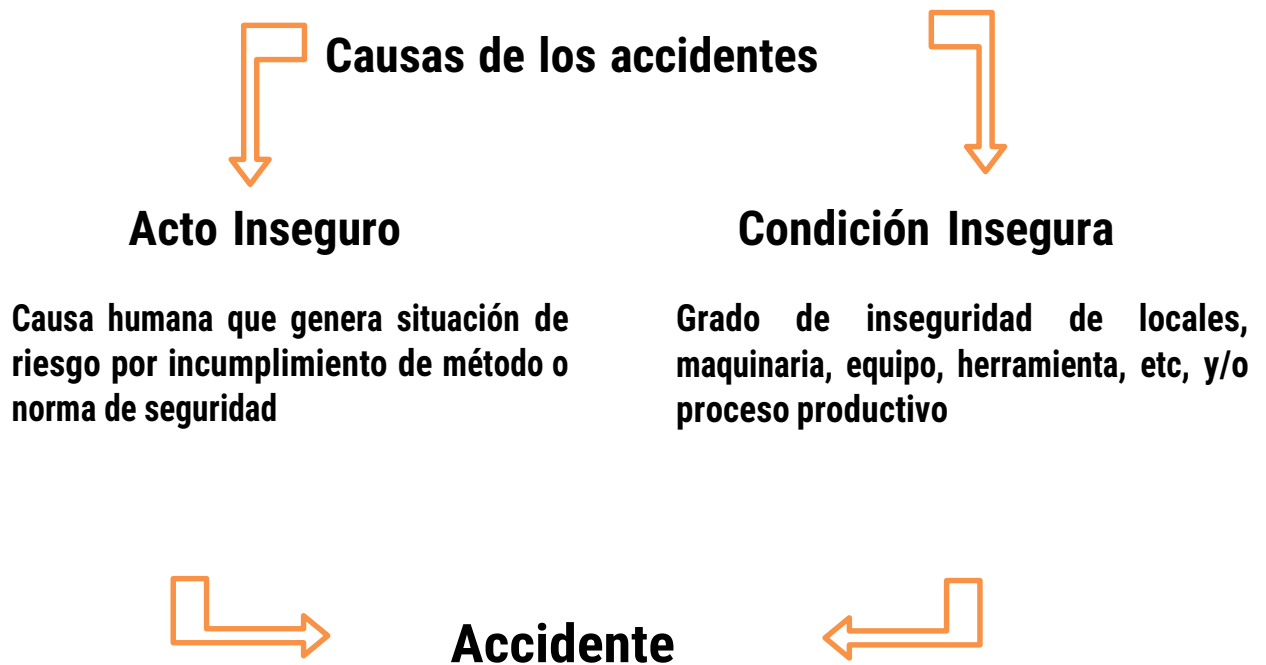 Causas de los accidentes
Acto Inseguro
Causa humana que genera situación de
riesgo por incumplimiento de método o
norma de seguridad
Condición Insegura
Grado de inseguridad de locales,
maquinaria, equipo, herramienta, etc, y/o
proceso productivo
Accidente